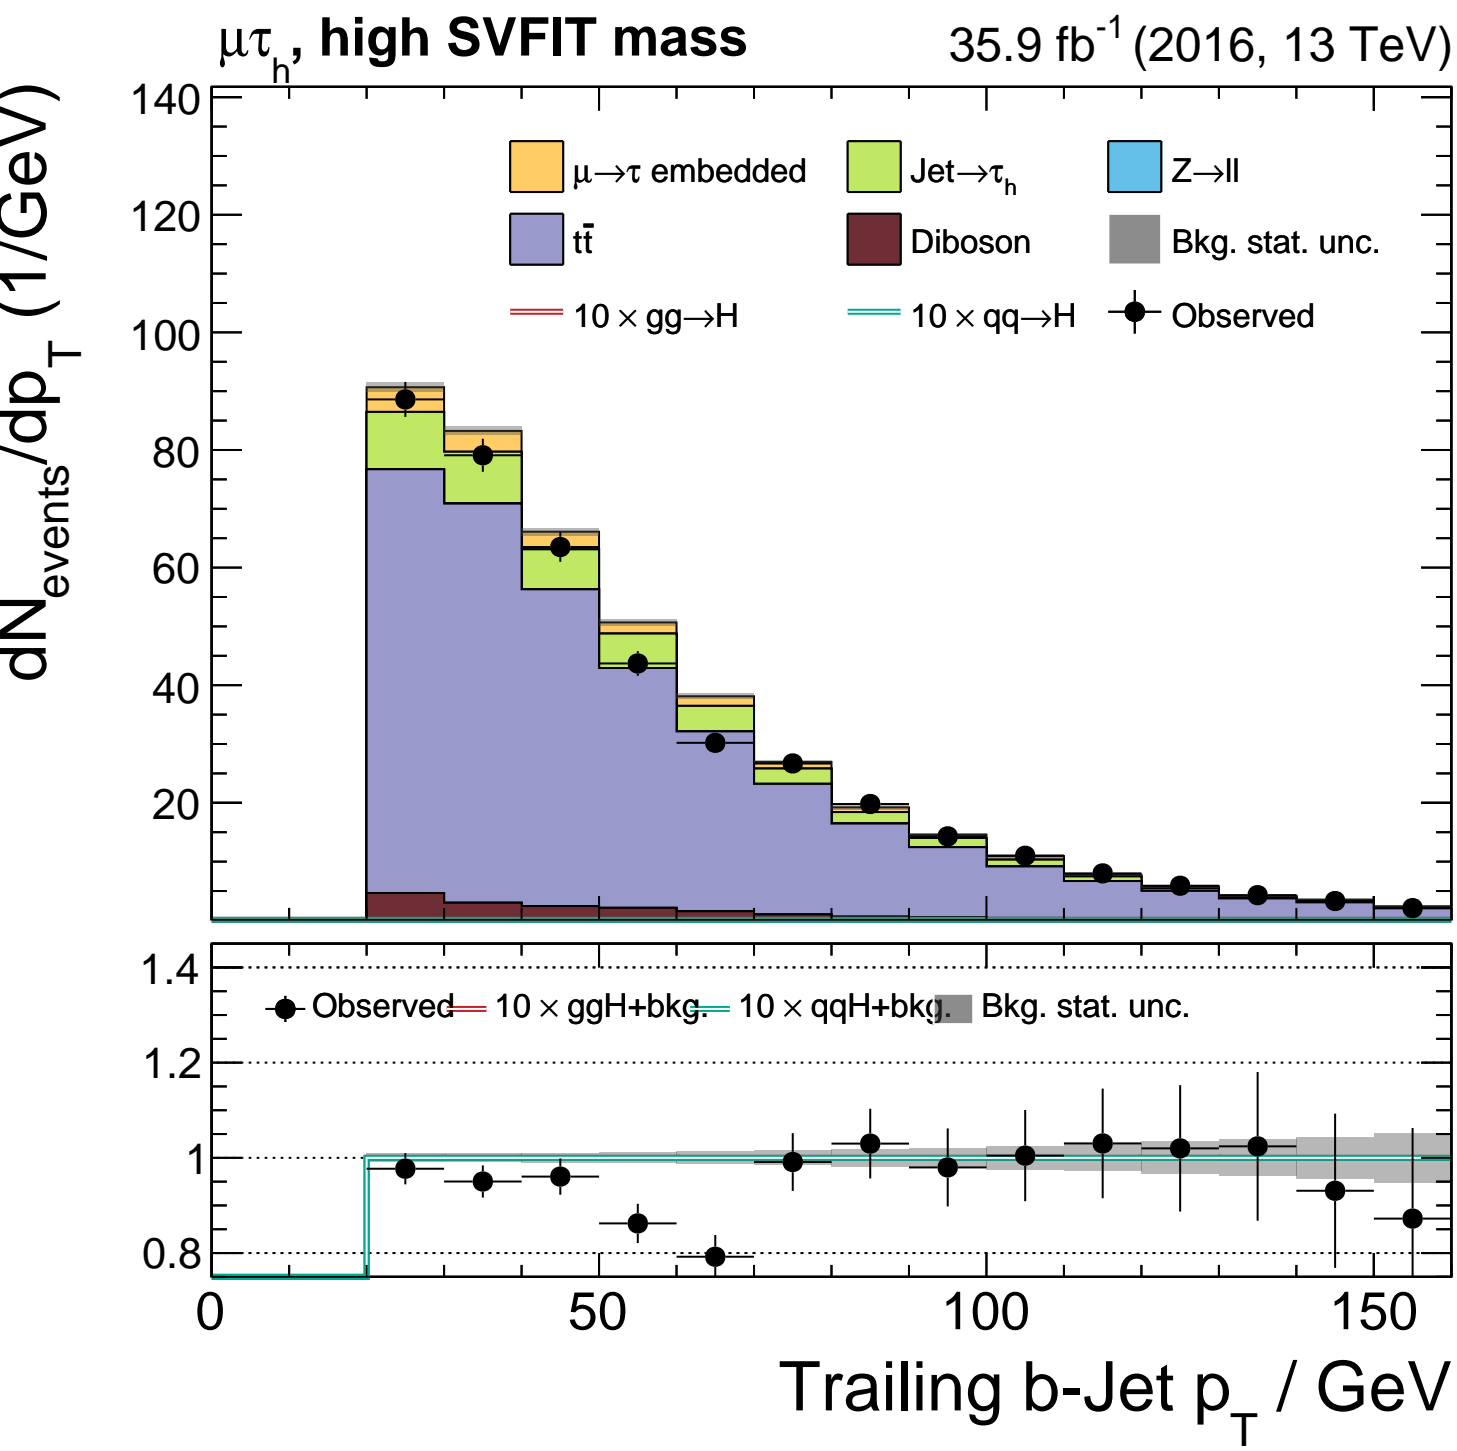 μτh, high SVFIT mass 35.9 fb-1 (2016, 13 TeV)
dNevents/dpT (1/GeV)
140
120
100
80
60
40
20
μ→τ embedded Jet→τh Z→ll
tt̄ Diboson Bkg. stat. unc.
10 × gg→H 10 × qq→H Observed
1.4
1.2
1
0.8
Observed 10 × ggH+bkg. 10 × qqH+bkg. Bkg. stat. unc.
0 50 100 150
Trailing b-Jet pT / GeV